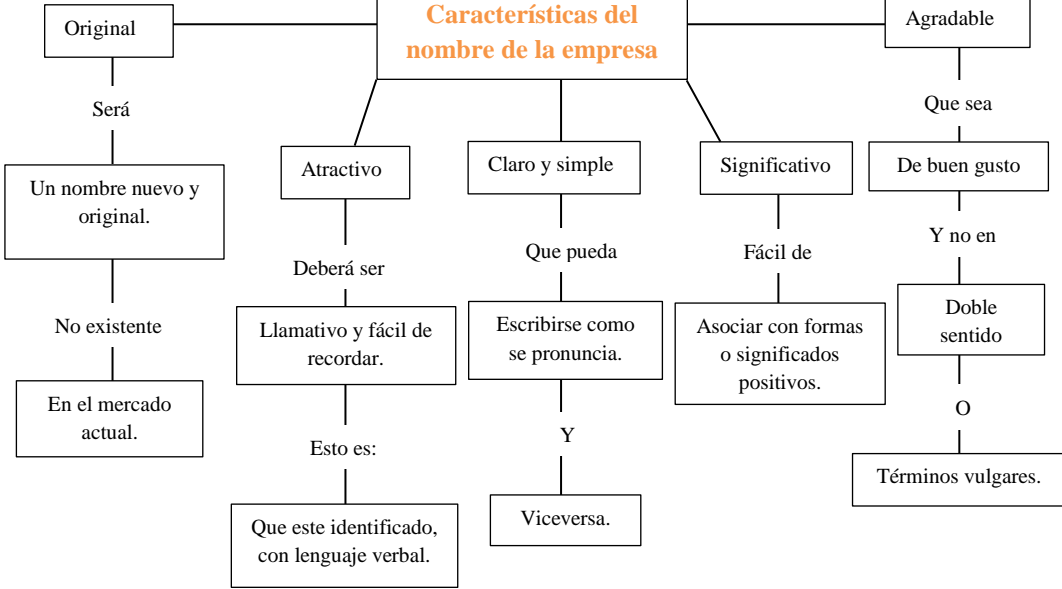 Características del
nombre de la empresa
Original
Será
Un nombre nuevo y
original.
No existente
En el mercado
actual.
Atractivo
Deberá ser
Llamativo y fácil de
recordar.
Esto es:
Que este identificado,
con lenguaje verbal.
Claro y simple
Que pueda
Escribirse como
se pronuncia.
Y
Viceversa.
Significativo
Fácil de
Asociar con formas
o significados
positivos.
Agradable
Que sea
De buen gusto
Y no en
Doble
sentido
O
Términos vulgares.